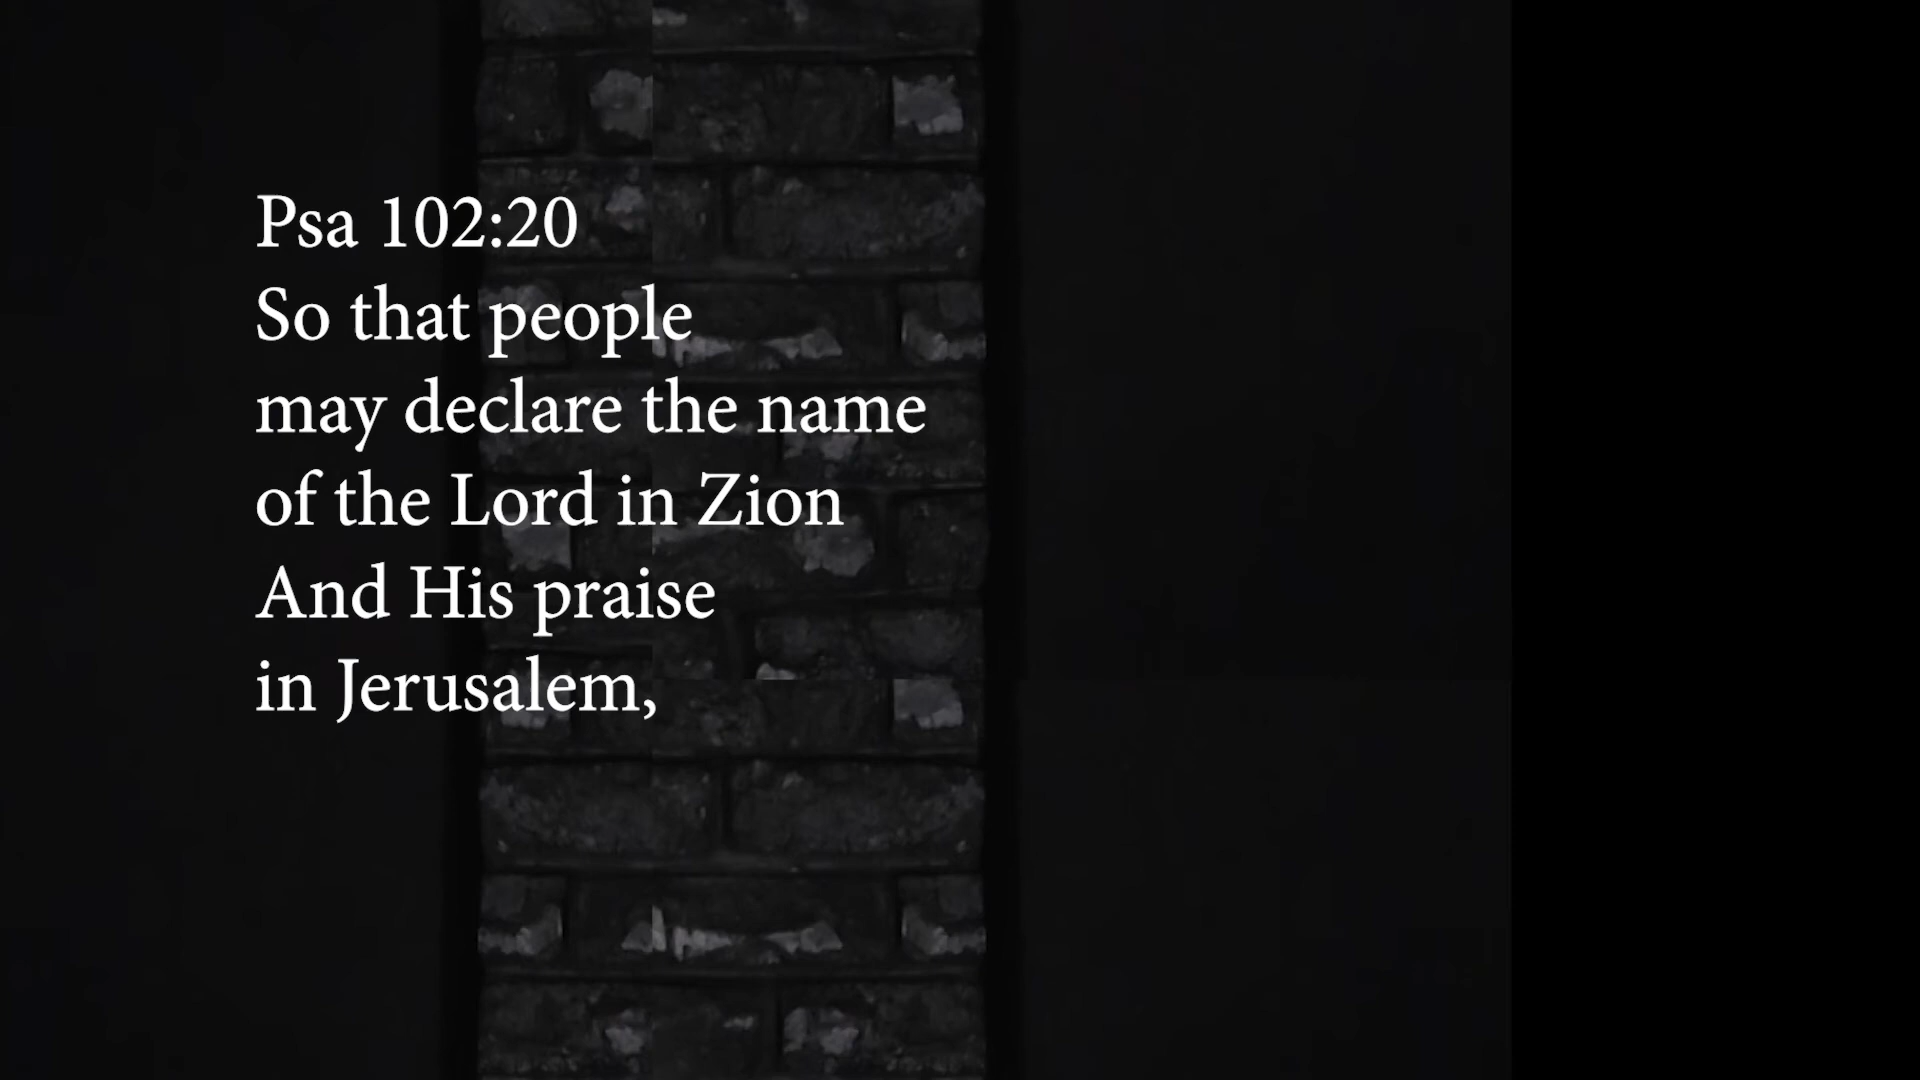 Psa 102:20
So that people
may declare the name
of the Lord in Zion
And His praise
in Jerusalem,